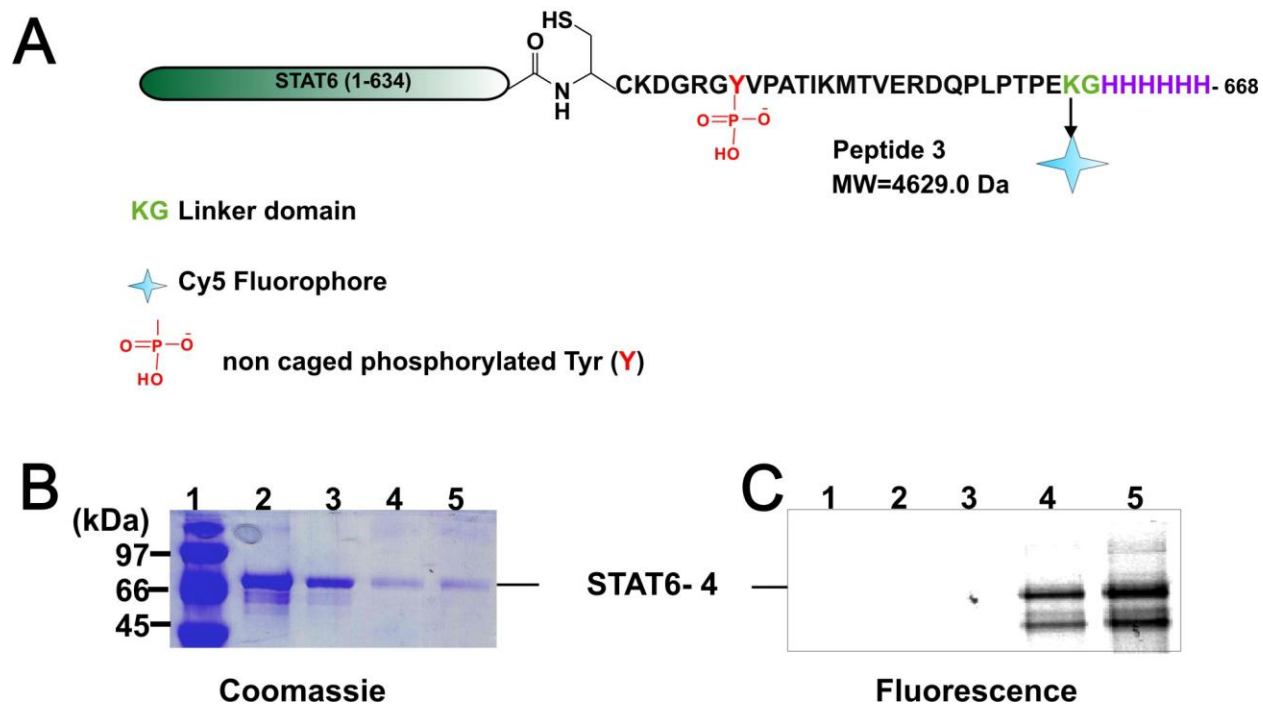 A
STAT6 (1-634)
HS
O
N
H
CKDGRGYVPATIKMTVERDQPLPTPEKGHHHHHH- 668
O=P-O-
HO
Peptide 3
MW=4629.0 Da
KG Linker domain
Cy5 Fluorophore
O=P-O-
HO
non caged phosphorylated Tyr (Y)
B
(kDa)
1 2 3 4 5
97
66
45
Coomassie
STAT6- 4
C
1 2 3 4 5
Fluorescence